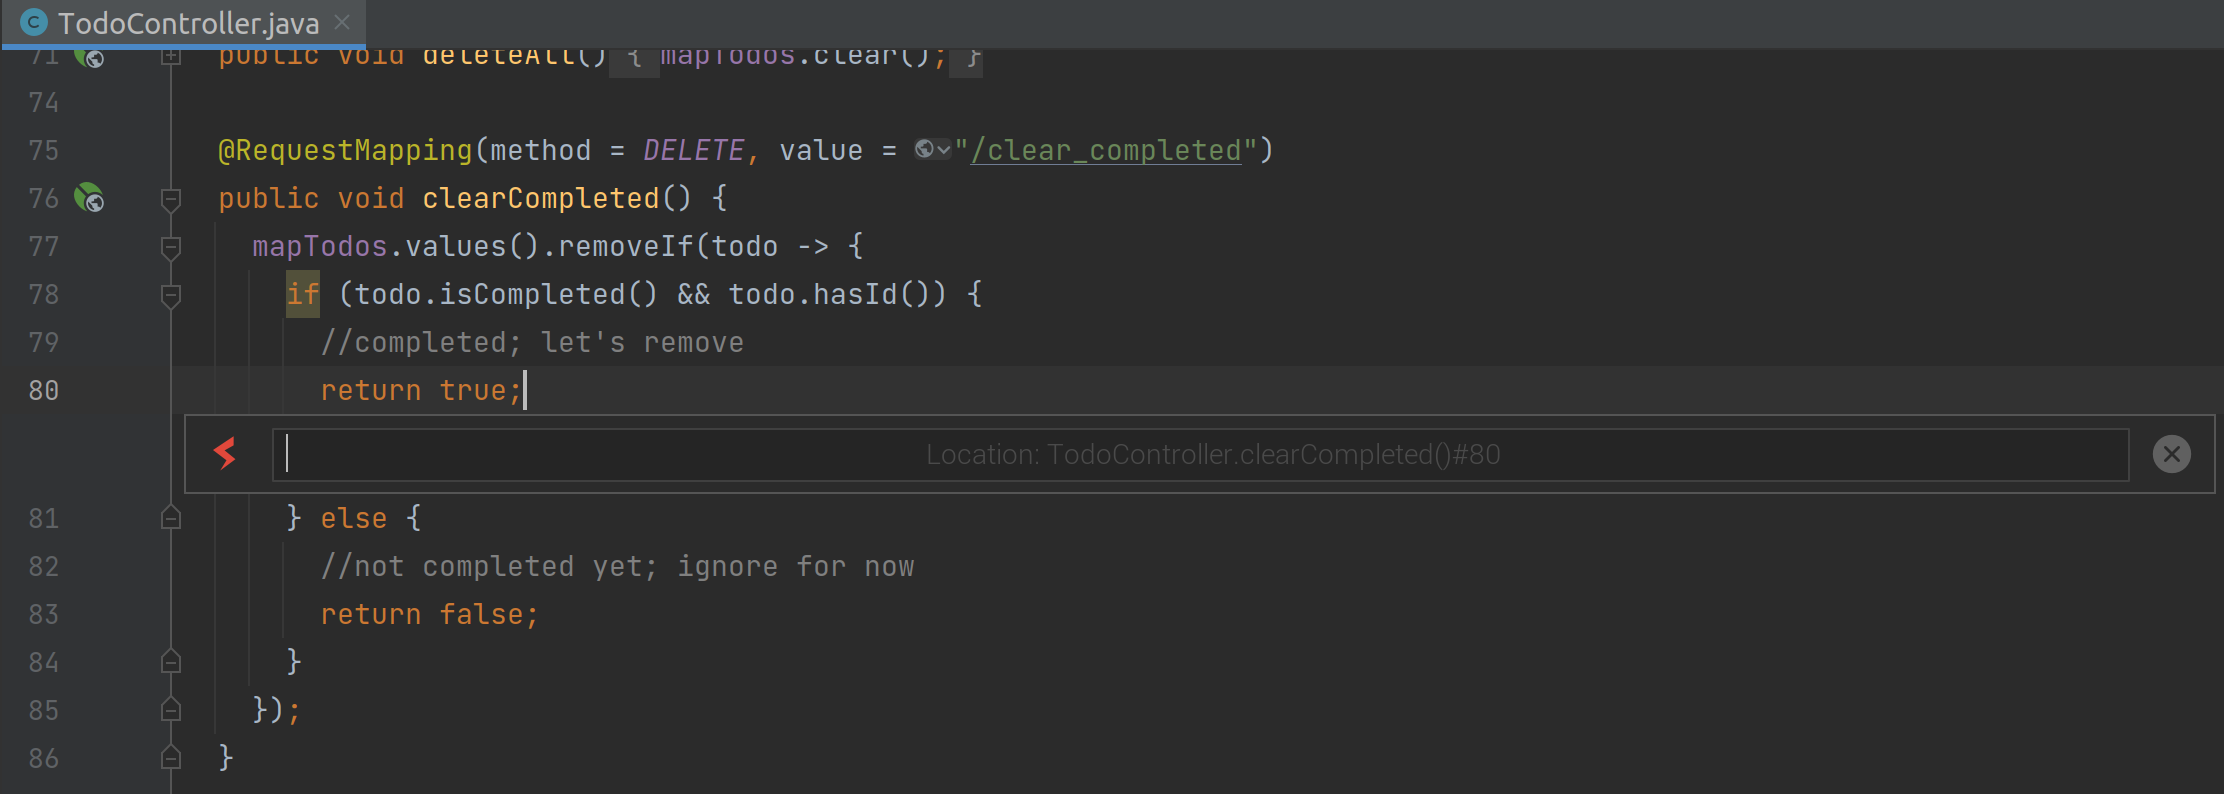 C TodoController.java
71 public void deleteAll() { mapTodos.clear(); }
74
75 @RequestMapping(method = DELETE, value = "/clear_completed")
76 public void clearCompleted() {
77 mapTodos.values().removeIf(todo -> {
78 if (todo.isCompleted() && todo.hasId()) {
79 //completed; let's remove
80 return true;
Location: TodoController.clearCompleted()#80
81 } else {
82 //not completed yet; ignore for now
83 return false;
84 }
85 });
86 }